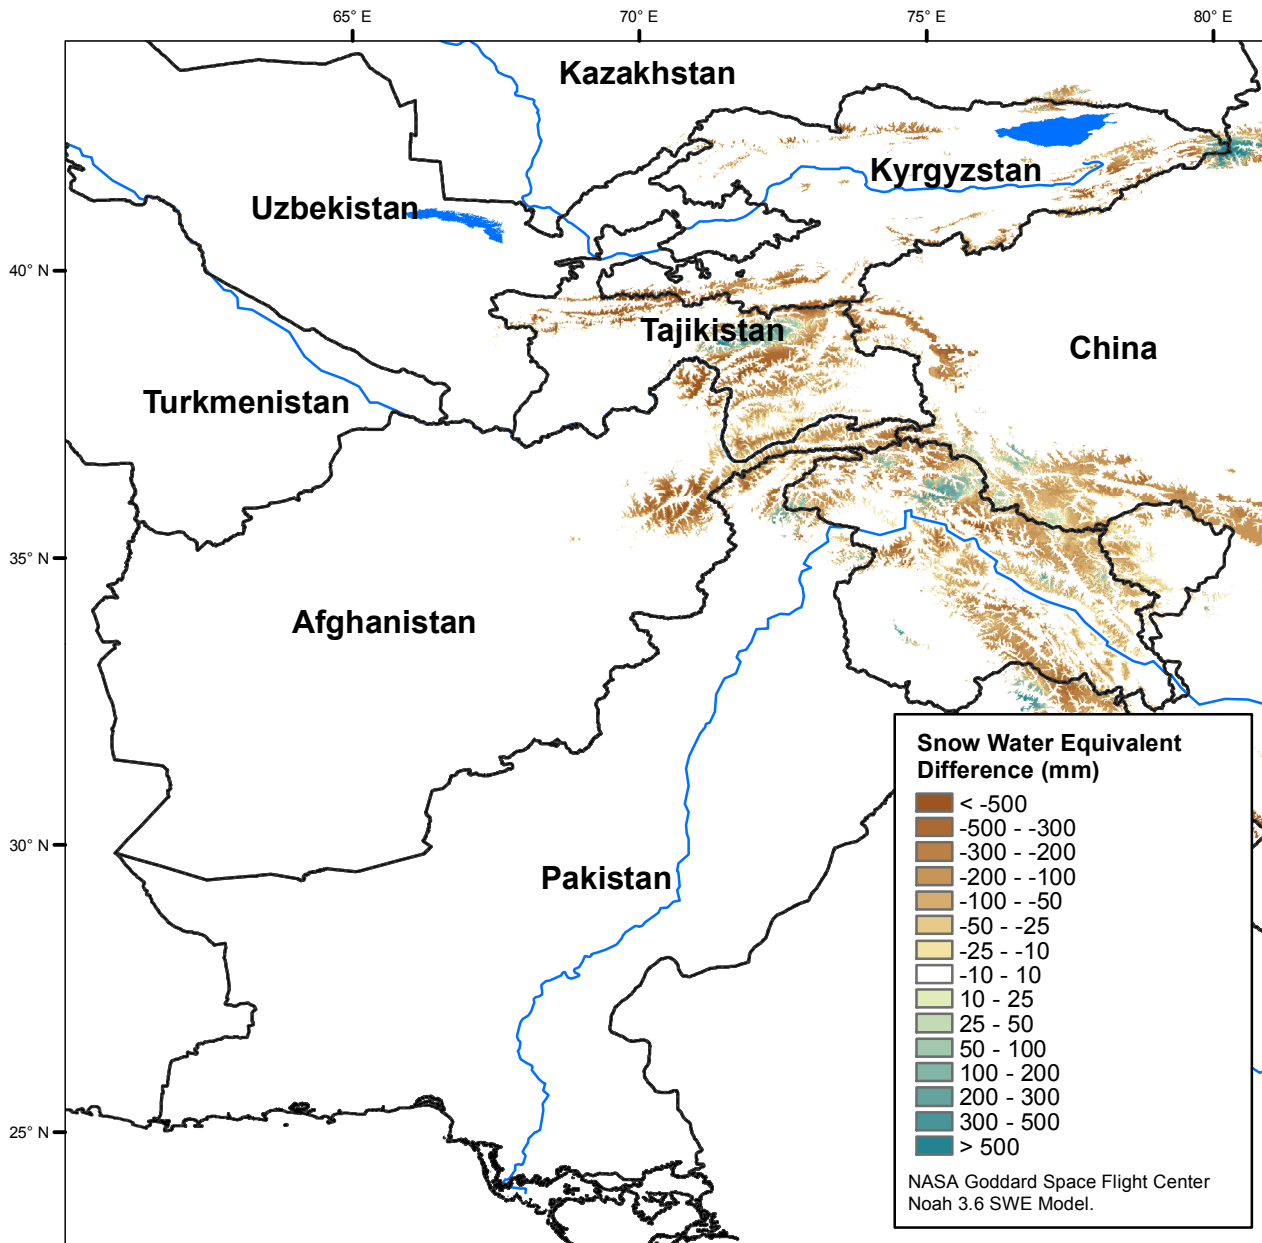 65° E
70° E
75° E
80° E
Kazakhstan
Kyrgyzstan
Uzbekistan
40° N
Tajikistan
China
Turkmenistan
35° N
Afghanistan
30° N
Pakistan
25° N
Snow Water Equivalent
Difference (mm)
< -500
-500 - -300
-300 - -200
-200 - -100
-100 - -50
-50 - -25
-25 - -10
-10 - 10
10 - 25
25 - 50
50 - 100
100 - 200
200 - 300
300 - 500
> 500
NASA Goddard Space Flight Center
Noah 3.6 SWE Model.